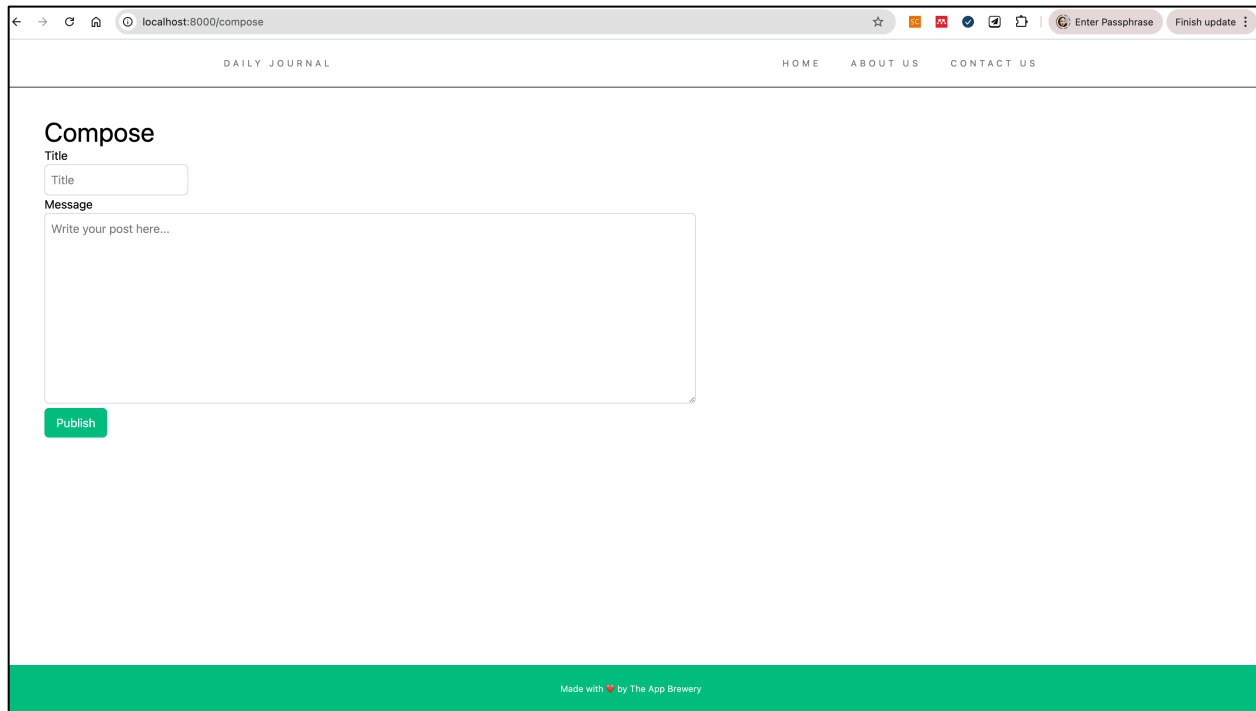 localhost:8000/compose
SC
Enter Passphrase
Finish update
DAILY JOURNAL
HOME ABOUT US CONTACT US
Compose
Title
Title
Message
Write your post here...
Publish
Made with ❤️ by The App Brewery